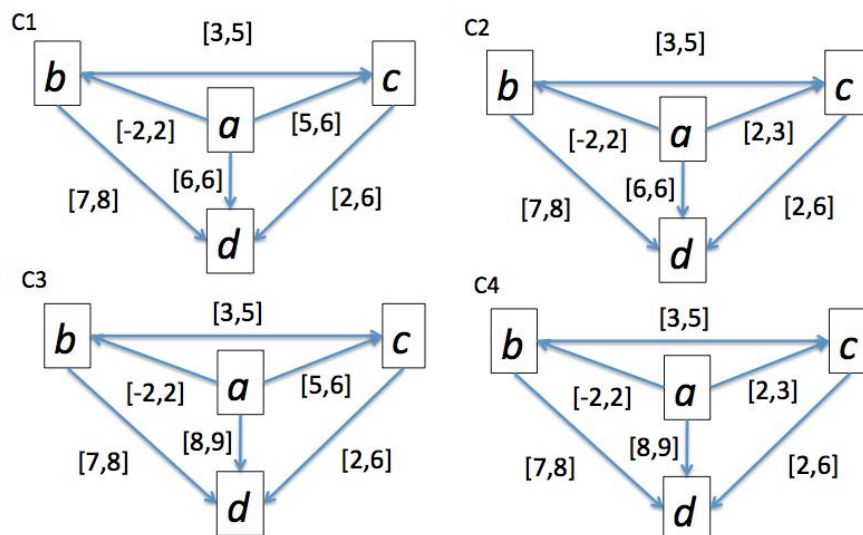 C1
[3,5]
b
c
a
[-2,2]
[5,6]
[7,8]
[6,6]
[2,6]
d
C2
[3,5]
b
c
a
[-2,2]
[2,3]
[7,8]
[6,6]
[2,6]
d
C3
[3,5]
b
c
a
[-2,2]
[5,6]
[7,8]
[8,9]
[2,6]
d
C4
[3,5]
b
c
a
[-2,2]
[2,3]
[7,8]
[8,9]
[2,6]
d